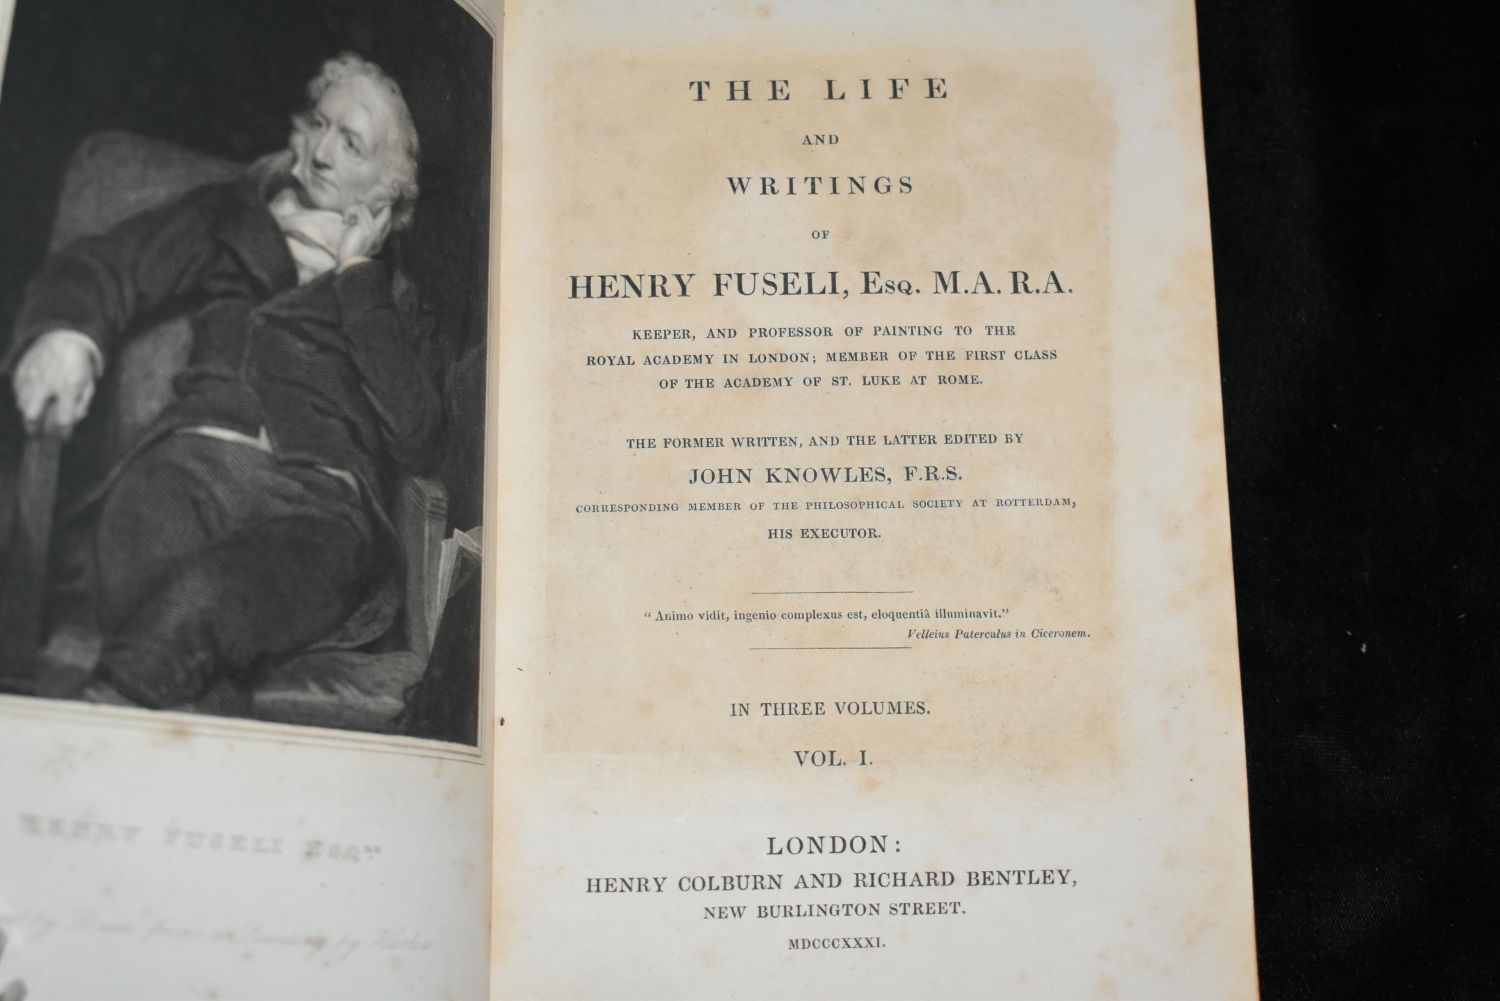 HENRY FUSELI ESQ.
from a Painting by
THE LIFE
AND
WRITINGS
OF
HENRY FUSELI, Esq. M.A. R.A.
KEEPER, AND PROFESSOR OF PAINTING TO THE
ROYAL ACADEMY IN LONDON; MEMBER OF THE FIRST CLASS
OF THE ACADEMY OF ST. LUKE AT ROME.
THE FORMER WRITTEN, AND THE LATTER EDITED BY
JOHN KNOWLES, F.R.S.
CORRESPONDING MEMBER OF THE PHILOSOPHICAL SOCIETY AT ROTTERDAM,
HIS EXECUTOR.
"Animo vidit, ingenio complexus est, eloquentiâ illuminavit."
Velleius Paterculus in Ciceronem.
IN THREE VOLUMES.
VOL. I.
LONDON:
HENRY COLBURN AND RICHARD BENTLEY,
NEW BURLINGTON STREET.
MDCCCXXXI.